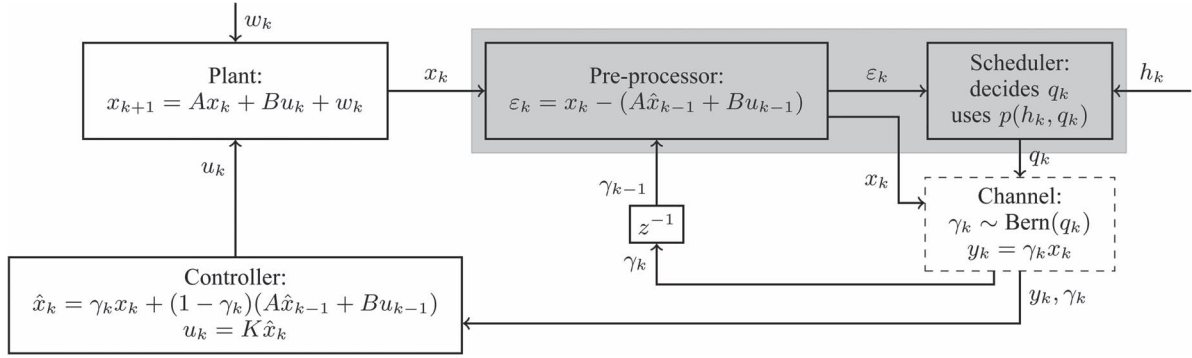 w_k
Plant:
x_{k+1} = Ax_k + Bu_k + w_k
x_k
Pre-processor:
ε_k = x_k − (Ax̂_{k−1} + Bu_{k−1})
ε_k
Scheduler:
decides q_k
uses p(h_k, q_k)
h_k
u_k
γ_{k−1}
x_k
q_k
z^{−1}
Channel:
γ_k ∼ Bern(q_k)
y_k = γ_k x_k
γ_k
y_k, γ_k
Controller:
x̂_k = γ_k x_k + (1 − γ_k)(Ax̂_{k−1} + Bu_{k−1})
u_k = Kx̂_k